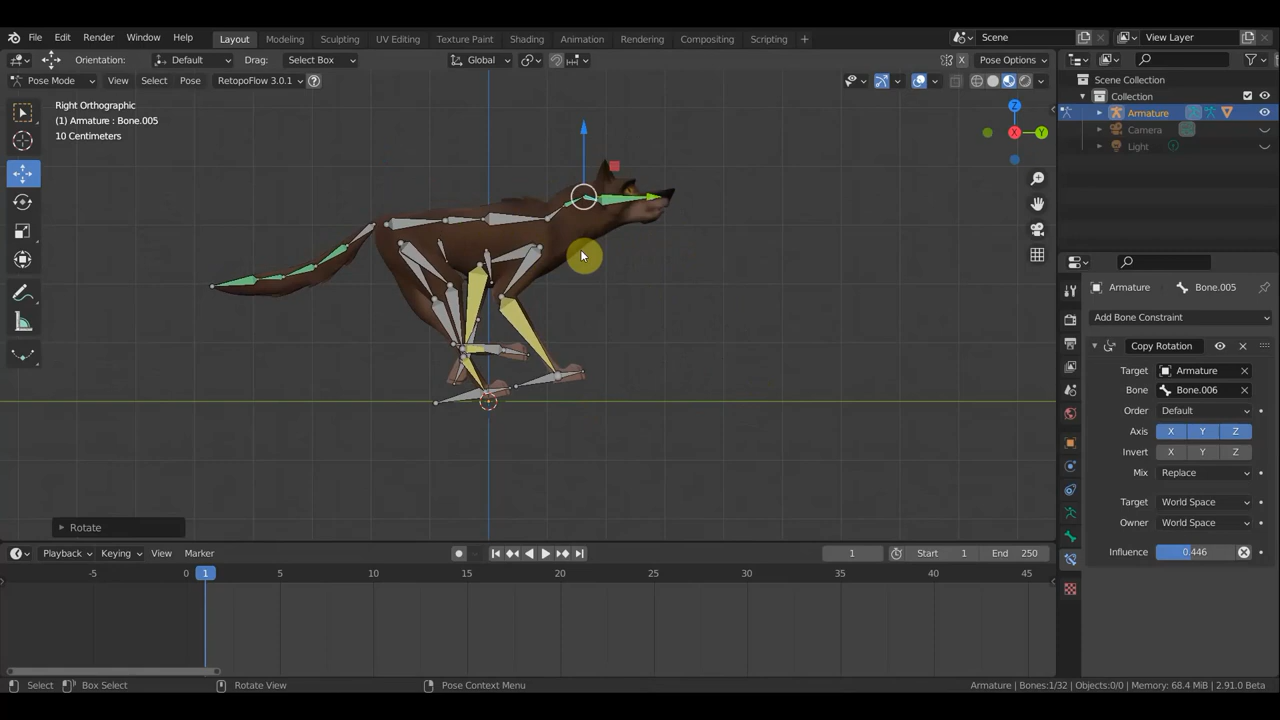 File Edit Render Window Help Layout Modeling Sculpting UV Editing Texture Paint Shading Animation Rendering Compositing Scripting + Scene View Layer
Orientation: Default Drag: Select Box Global X Pose Options
Pose Mode View Select Pose RetopoFlow 3.0.1 ?
Right Orthographic
(1) Armature : Bone.005
10 Centimeters
Z
X Y
Scene Collection
Collection
Armature
Camera
Light
Armature Bone.005
Add Bone Constraint
Copy Rotation
Target Armature
Bone Bone.006
Order Default
Axis X Y Z
Invert X Y Z
Mix Replace
Target World Space
Owner World Space
Influence 0.446
Rotate
Playback Keying View Marker 1 Start 1 End 250
-5 0 1 5 10 15 20 25 30 35 40 45
Select Box Select Rotate View Pose Context Menu Armature | Bones:1/32 | Objects:0/0 | Memory: 68.4 MiB | 2.91.0 Beta